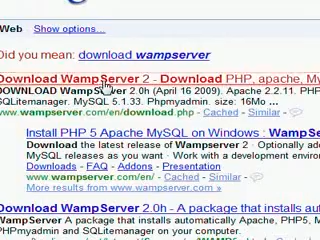 Web Show options...
Did you mean: download wampserver
Download WampServer 2 - Download PHP, apache, My
DOWNLOAD WampServer 2.0h (April 16 2009). Apache 2.2.11. PHP
SQLitemanager. MySQL 5.1.33. Phpmyadmin. size: 16Mo ...
www.wampserver.com/en/download.php - Cached - Similar -
Install PHP 5 Apache MySQL on Windows : WampSe
Download the latest release of Wampserver 2 · Optionally add
MySQL releases as you want · Work with a development enviro
Downloads - FAQ - Addons - Presentation
www.wampserver.com/en/ - Cached - Similar -
More results from www.wampserver.com »
Download WampServer 2.0h - A package that installs aut
WampServer A package that installs automatically Apache, PHP5, M
PHPmyadmin and SQLitemanager on your computer.